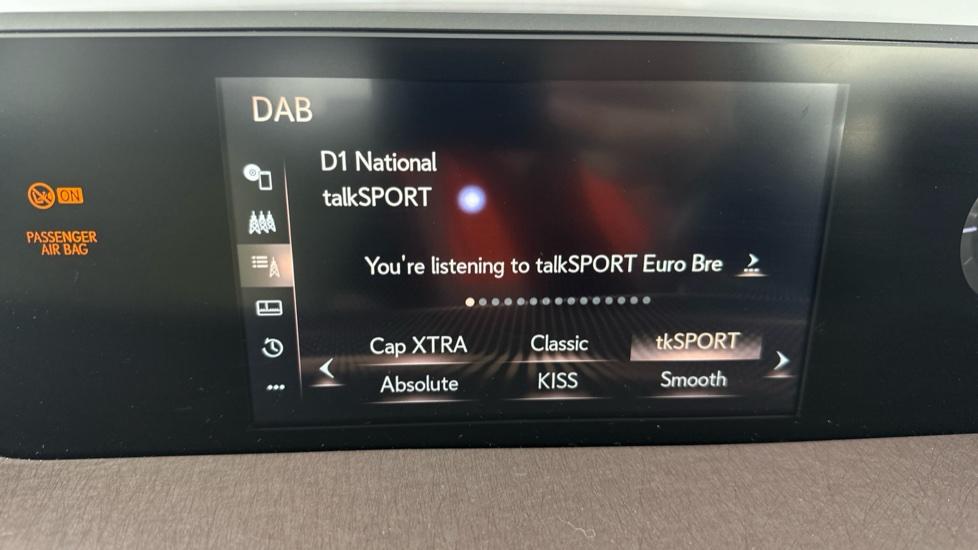 DAB
D1 National
talkSPORT
ON
PASSENGER
AIR BAG
You're listening to talkSPORT Euro Bre
Cap XTRA Classic tkSPORT
Absolute KISS Smooth